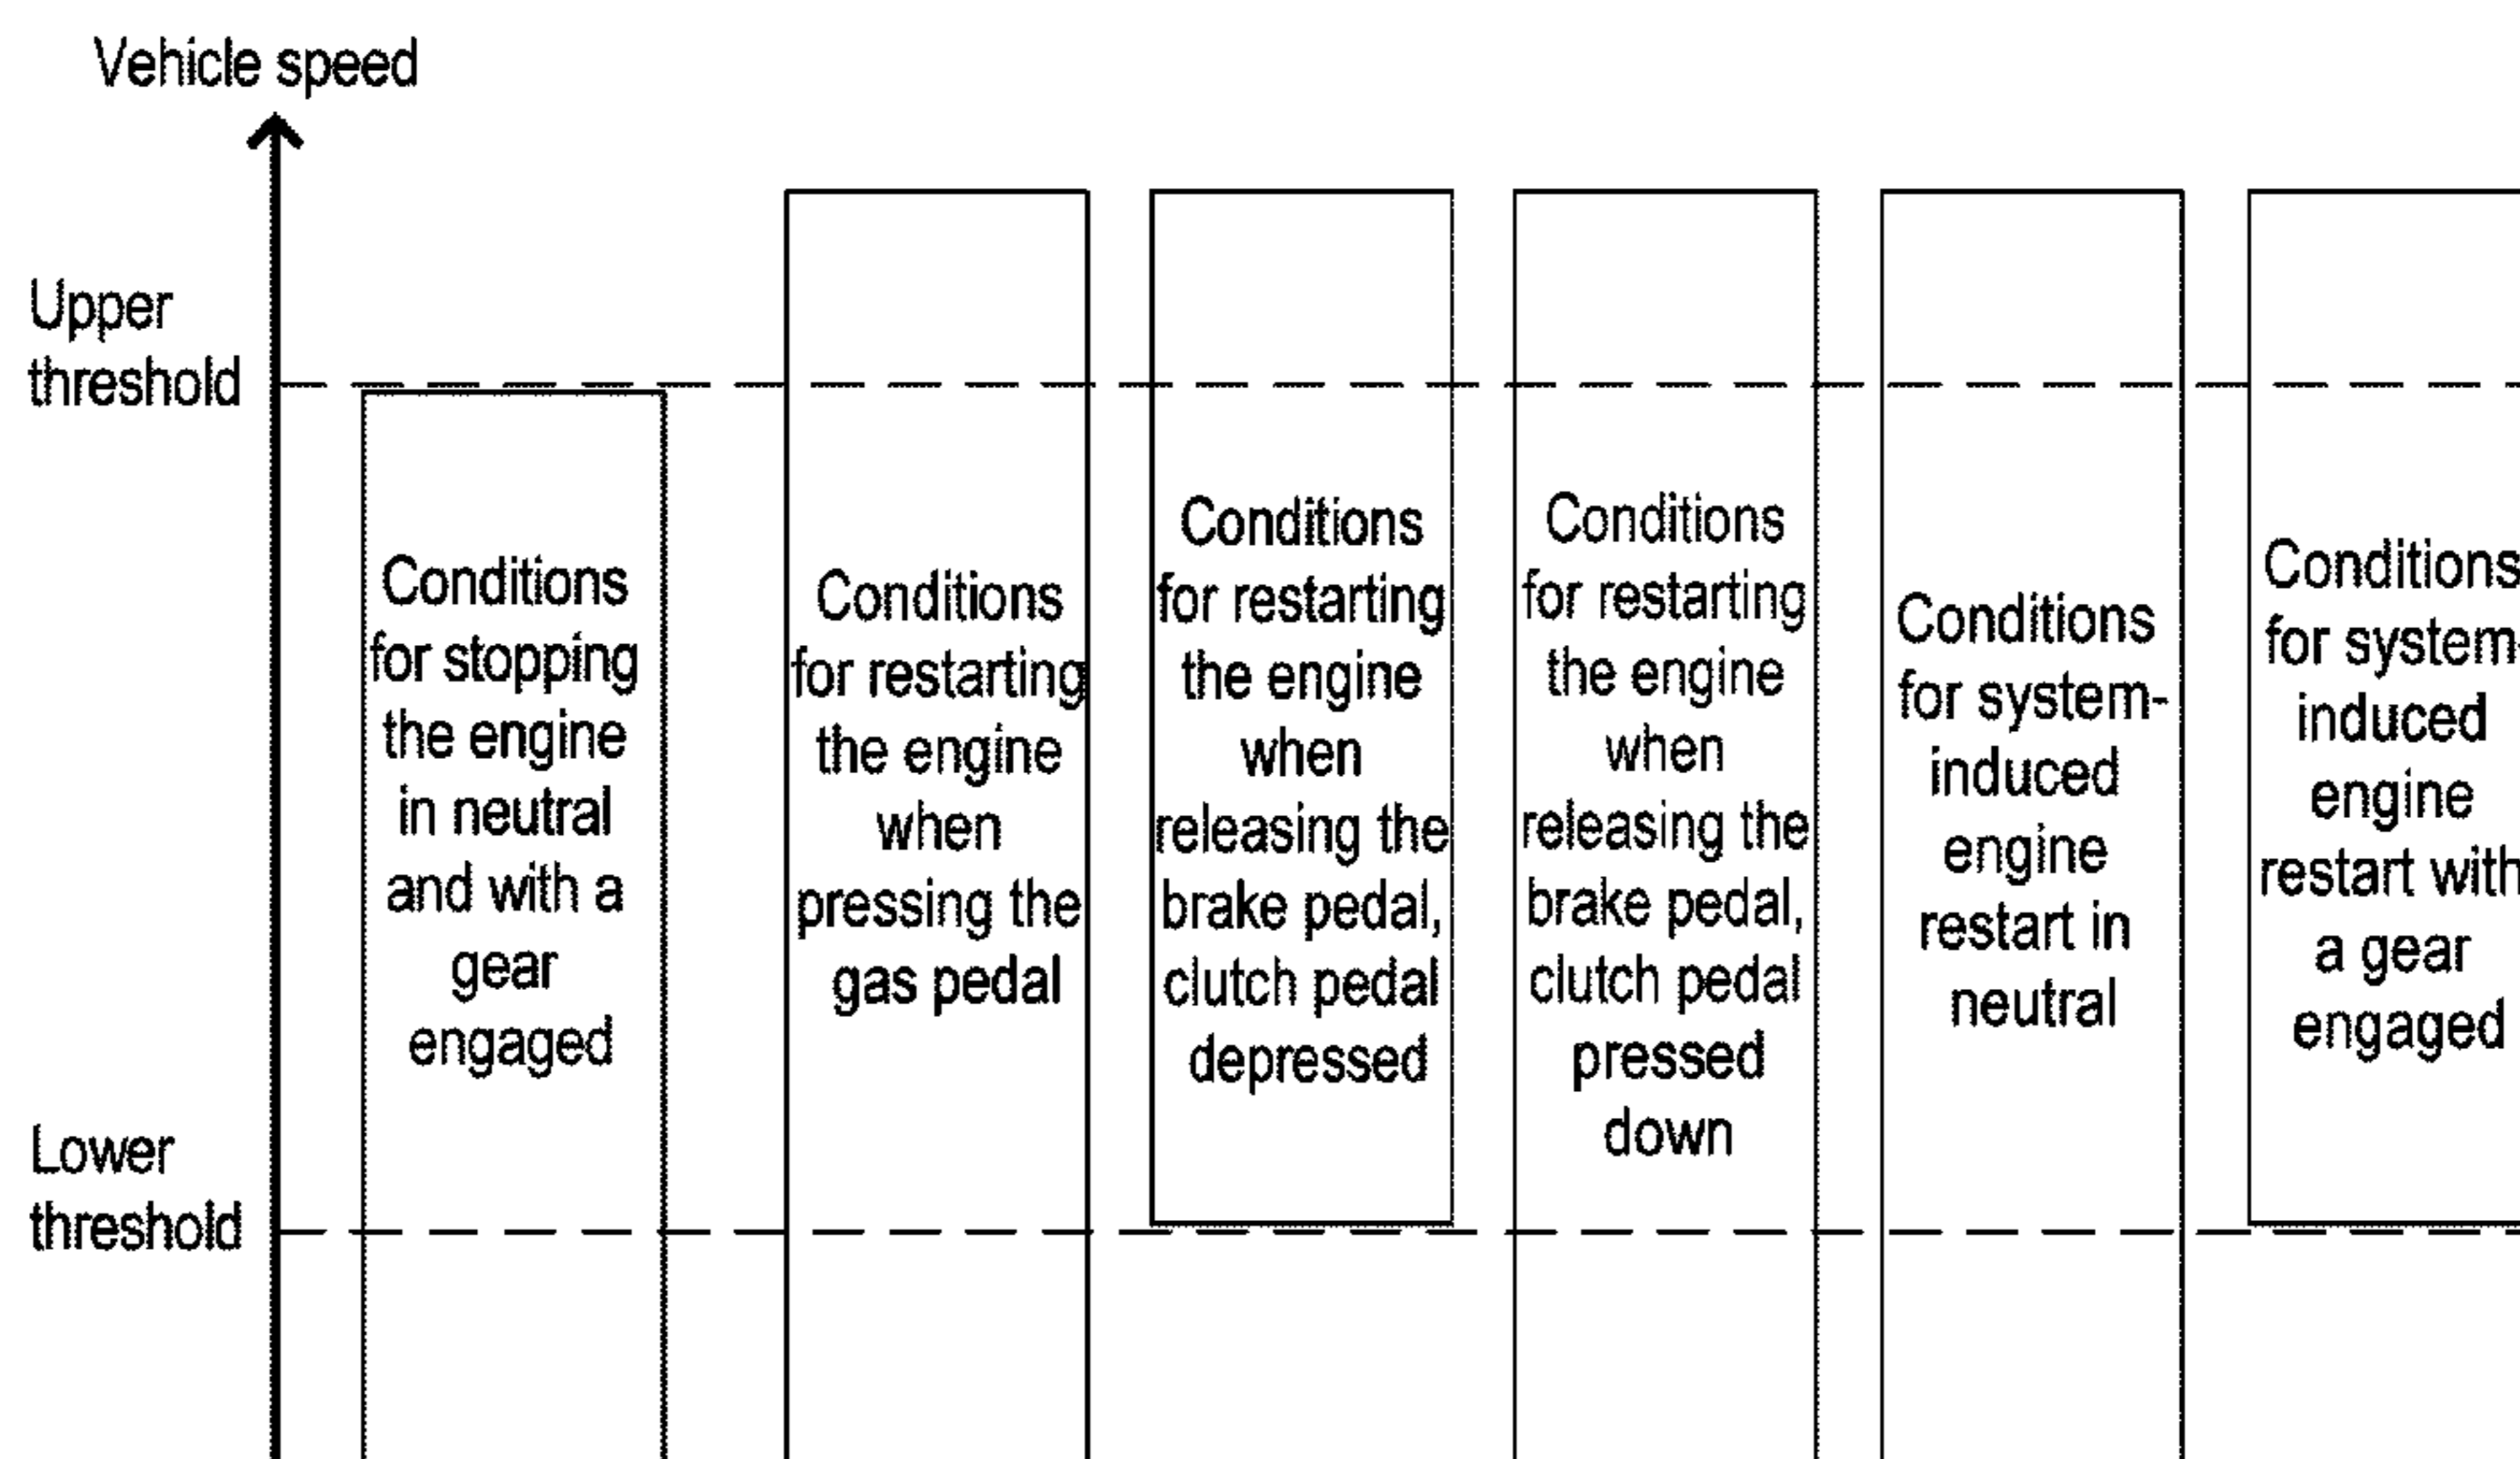 Vehicle speed
Upper
threshold
Lower
threshold
Conditions
for stopping
the engine
in neutral
and with a
gear
engaged
Conditions
for restarting
the engine
when
pressing the
gas pedal
Conditions
for restarting
the engine
when
releasing the
brake pedal,
clutch pedal
depressed
Conditions
for restarting
the engine
when
releasing the
brake pedal,
clutch pedal
pressed
down
Conditions
for system-
induced
engine
restart in
neutral
Conditions
for system-
induced
engine
restart with
a gear
engaged